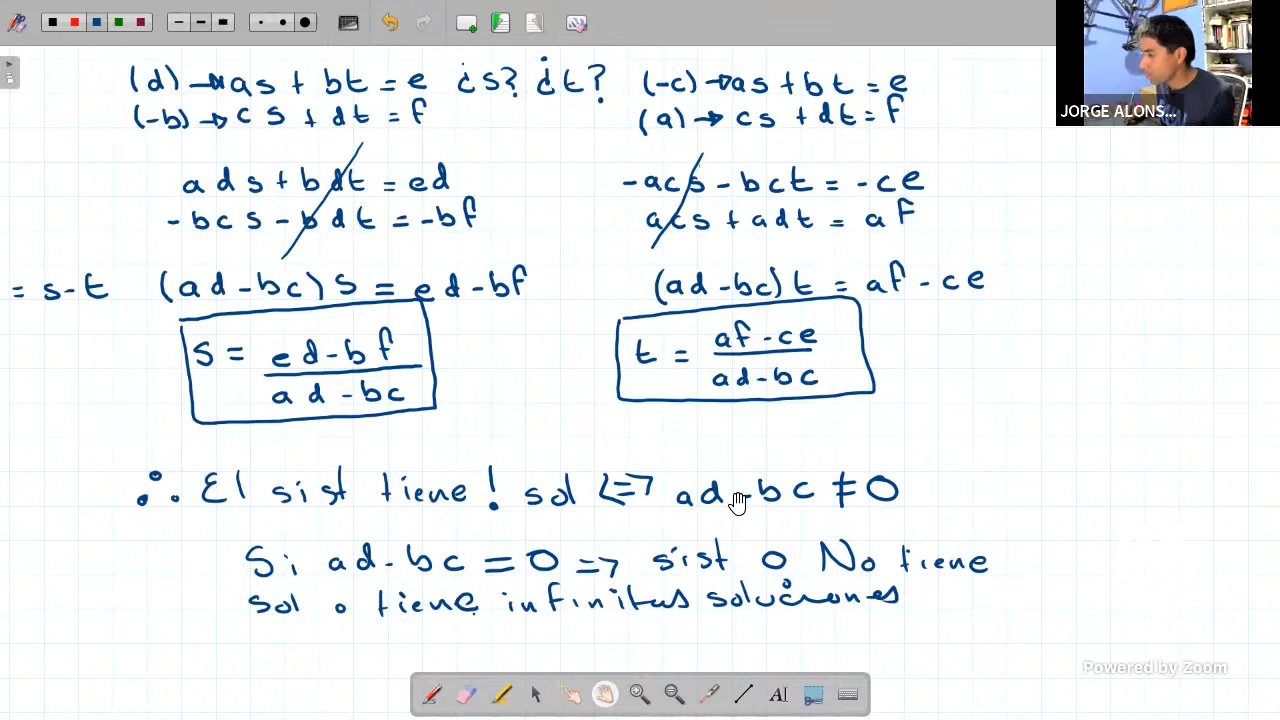 (d) → as + bt = e ¿s? ¿t?
(-b) → cs + dt = f
ads + bdt = ed
-bcs - bdt = -bf
= s-t (ad-bc) s = ed-bf
s = ed-bf / ad-bc
(-c) → as + bt = e
(a) → cs + dt = f
-acs - bct = -ce
acs + adt = af
(ad-bc) t = af-ce
t = af-ce / ad-bc
∴ El sist tiene ! sol <=> ad-bc ≠ 0
Si ad-bc = 0 => sist o No tiene
sol o tiene infinitas soluciones
JORGE ALONS...
Powered by Zoom
AI